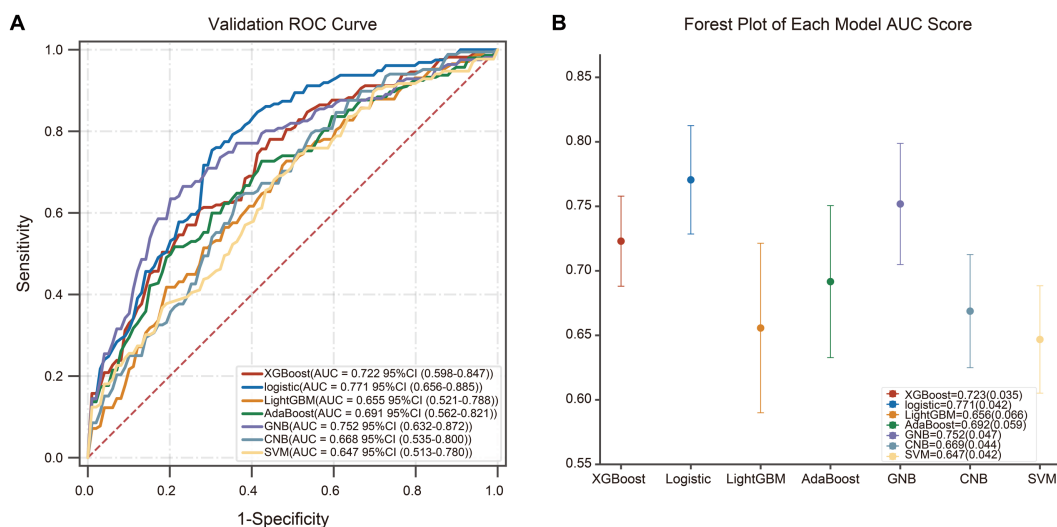 A
Validation ROC Curve
1.0
0.8
0.6
0.4
0.2
0.0
Sensitivity
XGBoost(AUC = 0.722 95%CI (0.598-0.847))
logistic(AUC = 0.771 95%CI (0.656-0.885))
LightGBM(AUC = 0.655 95%CI (0.521-0.788))
AdaBoost(AUC = 0.691 95%CI (0.562-0.821))
GNB(AUC = 0.752 95%CI (0.632-0.872))
CNB(AUC = 0.668 95%CI (0.535-0.800))
SVM(AUC = 0.647 95%CI (0.513-0.780))
0.0 0.2 0.4 0.6 0.8 1.0
1-Specificity
B
Forest Plot of Each Model AUC Score
0.85
0.80
0.75
0.70
0.65
0.60
0.55
XGBoost=0.723(0.035)
logistic=0.771(0.042)
LightGBM=0.656(0.066)
AdaBoost=0.692(0.059)
GNB=0.752(0.047)
CNB=0.669(0.044)
SVM=0.647(0.042)
XGBoost Logistic LightGBM AdaBoost GNB CNB SVM